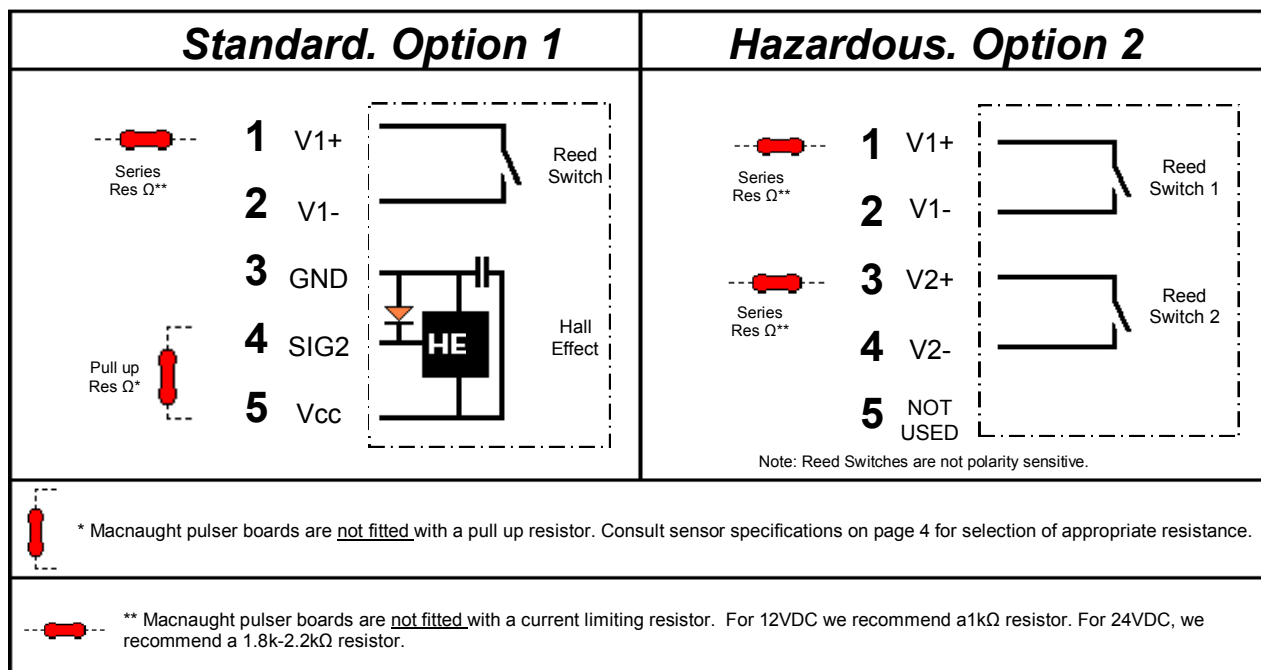 Standard. Option 1
Series
Res Ω**
1 V1+
2 V1-
Reed
Switch
3 GND
4 SIG2
5 Vcc
Pull up
Res Ω*
HE
Hall
Effect
Hazardous. Option 2
Series
Res Ω**
1 V1+
2 V1-
Reed
Switch 1
Series
Res Ω**
3 V2+
4 V2-
Reed
Switch 2
5 NOT
USED
Note: Reed Switches are not polarity sensitive.
* Macnaught pulser boards are not fitted with a pull up resistor. Consult sensor specifications on page 4 for selection of appropriate resistance.
** Macnaught pulser boards are not fitted with a current limiting resistor. For 12VDC we recommend a1kΩ resistor. For 24VDC, we
recommend a 1.8k-2.2kΩ resistor.